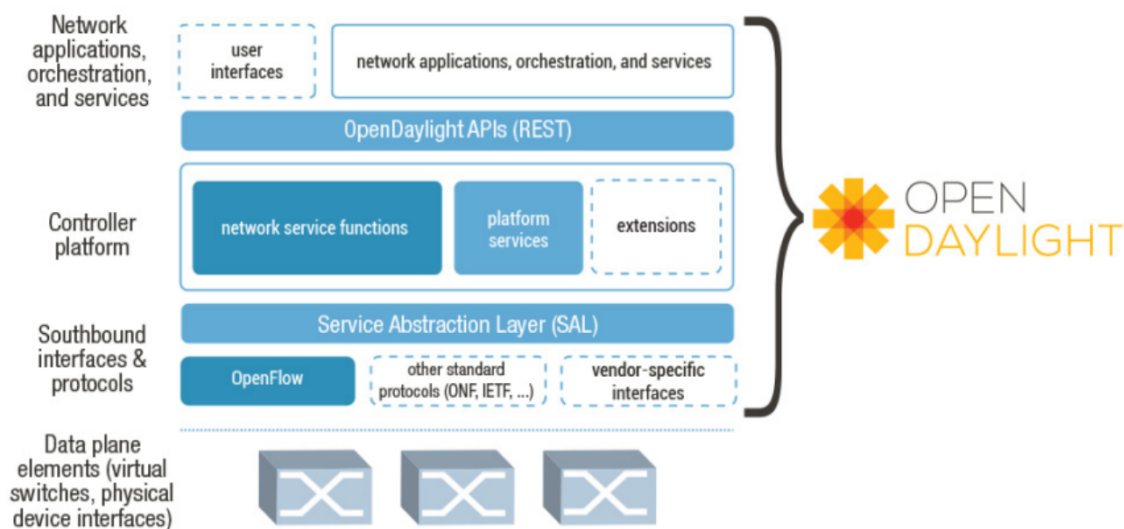 Network
applications,
orchestration,
and services
user
interfaces
network applications, orchestration, and services
OpenDaylight APIs (REST)
Controller
platform
network service functions
platform
services
extensions
OPEN
DAYLIGHT
Southbound
interfaces &
protocols
Service Abstraction Layer (SAL)
OpenFlow
other standard
protocols (ONF, IETF, ...)
vendor-specific
interfaces
Data plane
elements (virtual
switches, physical
device interfaces)